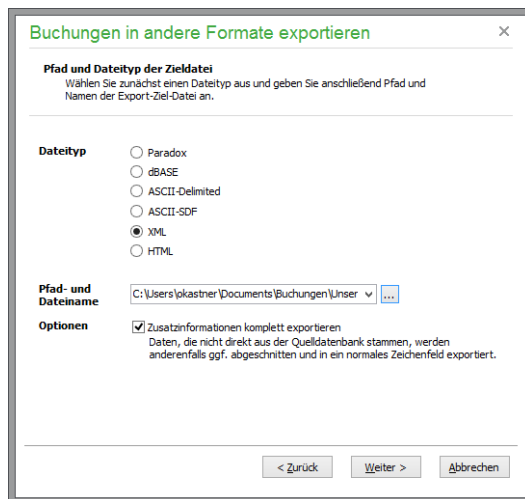 Buchungen in andere Formate exportieren
Pfad und Dateityp der Zieldatei
Wählen Sie zunächst einen Dateityp aus und geben Sie anschließend Pfad und
Namen der Export-Ziel-Datei an.
Dateityp
Paradox
dBASE
ASCII-Delimited
ASCII-SDF
XML
HTML
Pfad- und
Dateiname
C:\Users\pkastner\Documents\Buchungen\Unser
...
Optionen
Zusatzinformationen komplett exportieren
Daten, die nicht direkt aus der Quelldatenbank stammen, werden
anderenfalls ggf. abgeschnitten und in ein normales Zeichenfeld exportiert.
< Zurück
Weiter >
Abbrechen